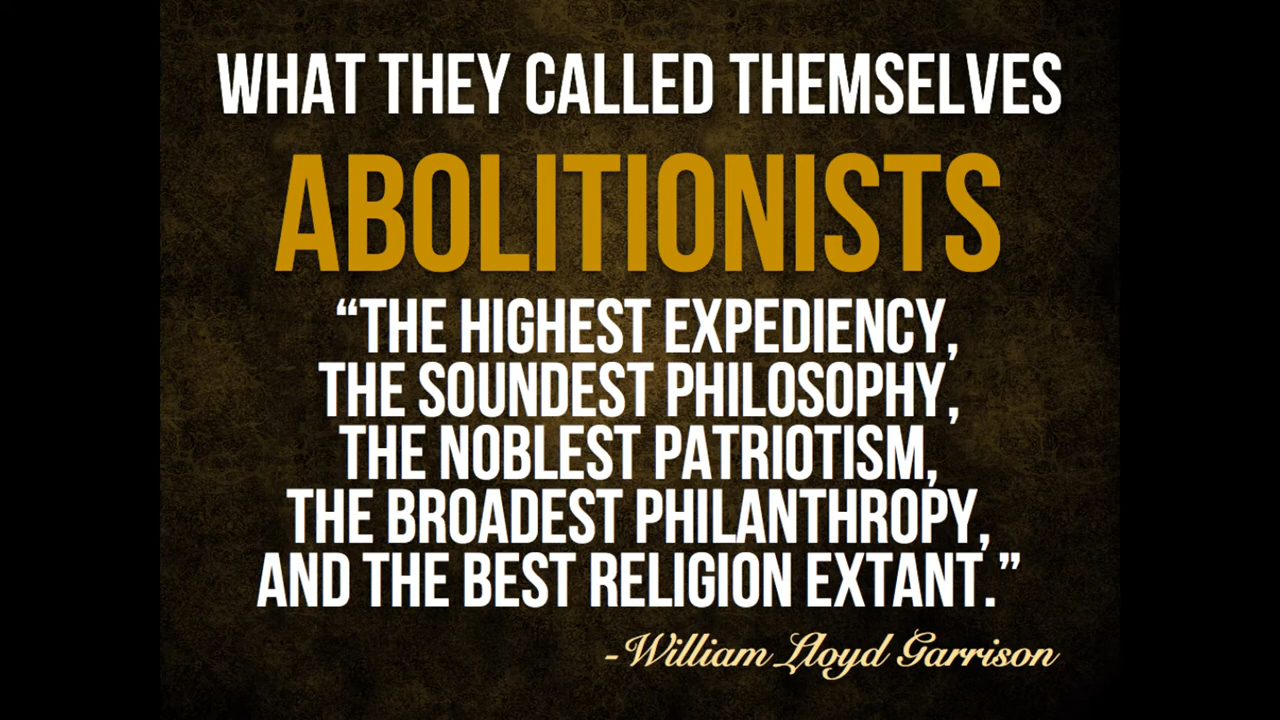 WHAT THEY CALLED THEMSELVES
ABOLITIONISTS
“THE HIGHEST EXPEDIENCY,
THE SOUNDEST PHILOSOPHY,
THE NOBLEST PATRIOTISM,
THE BROADEST PHILANTHROPY,
AND THE BEST RELIGION EXTANT.”
-William Lloyd Garrison